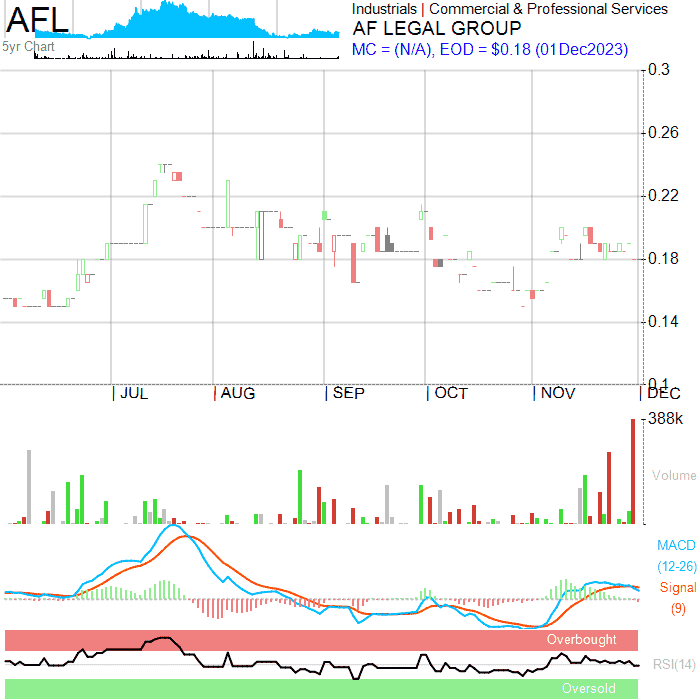 AFL
5yr Chart
Industrials | Commercial & Professional Services
AF LEGAL GROUP
MC = (N/A), EOD = $0.18 (01Dec2023)
0.3
0.26
0.22
0.18
0.14
0.1
JUL AUG SEP OCT NOV DEC
388k
Volume
MACD
(12-26)
Signal
(9)
Overbought
RSI(14)
Oversold